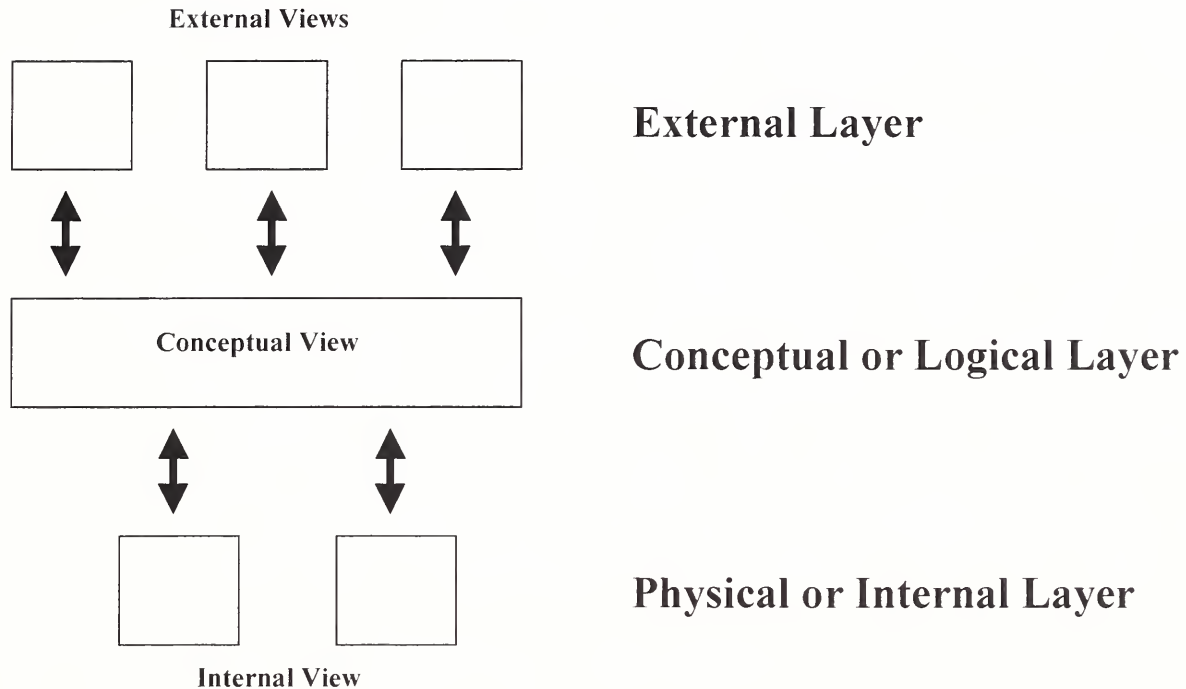 External Views
External Layer
Conceptual View
Conceptual or Logical Layer
Physical or Internal Layer
Internal View